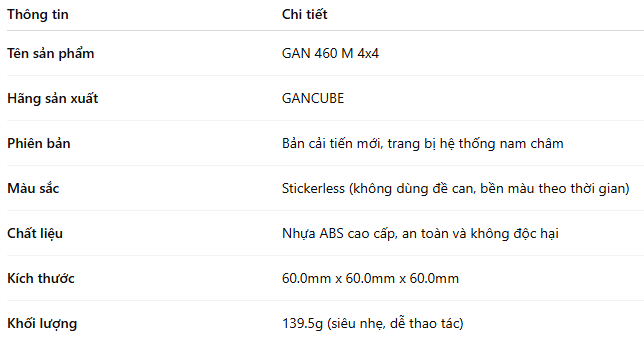 Thông tin Chi tiết
Tên sản phẩm GAN 460 M 4x4
Hãng sản xuất GANCUBE
Phiên bản Bản cải tiến mới, trang bị hệ thống nam châm
Màu sắc Stickerless (không dùng đề can, bền màu theo thời gian)
Chất liệu Nhựa ABS cao cấp, an toàn và không độc hại
Kích thước 60.0mm x 60.0mm x 60.0mm
Khối lượng 139.5g (siêu nhẹ, dễ thao tác)